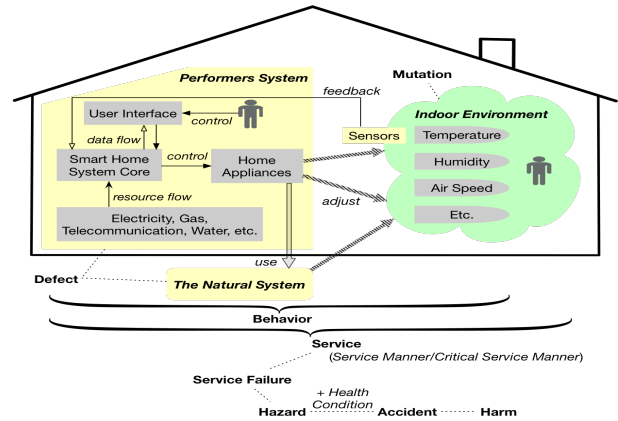 Performers System
feedback
Mutation
User Interface
control
Indoor Environment
Sensors
Temperature
data flow
Smart Home
System Core
control
Home
Appliances
Humidity
Air Speed
resource flow
adjust
Etc.
Electricity, Gas,
Telecommunication, Water, etc.
use
Defect
The Natural System
Behavior
Service
(Service Manner/Critical Service Manner)
Service Failure
+ Health
Condition
Hazard
Accident
Harm